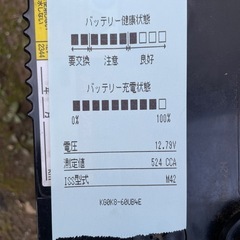 バッテリー健康状態
要交換 注意 良好
バッテリー充電状態
0% 100%
電圧 12.79V
測定値 524 CCA
ISS型式 M42
KG0K8-60UB4E